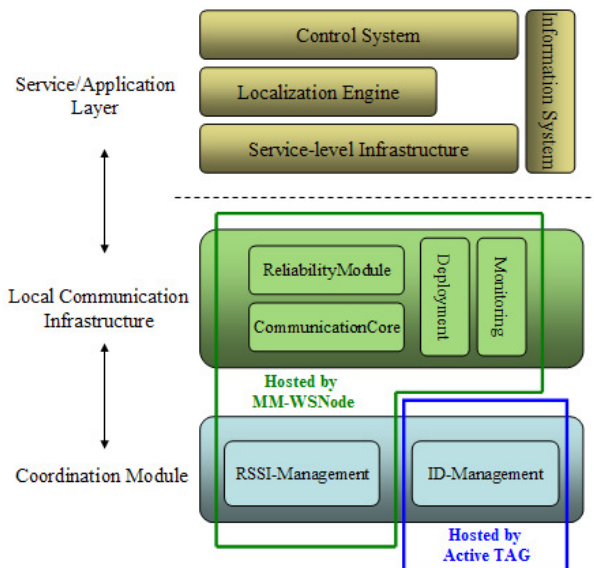 Control System
Information System
Service/Application
Layer
Localization Engine
Service-level Infrastructure
ReliabilityModule
Deployment
Monitoring
Local Communication
Infrastructure
CommunicationCore
Hosted by
MM-WSNode
Coordination Module
RSSI-Management
ID-Management
Hosted by
Active TAG